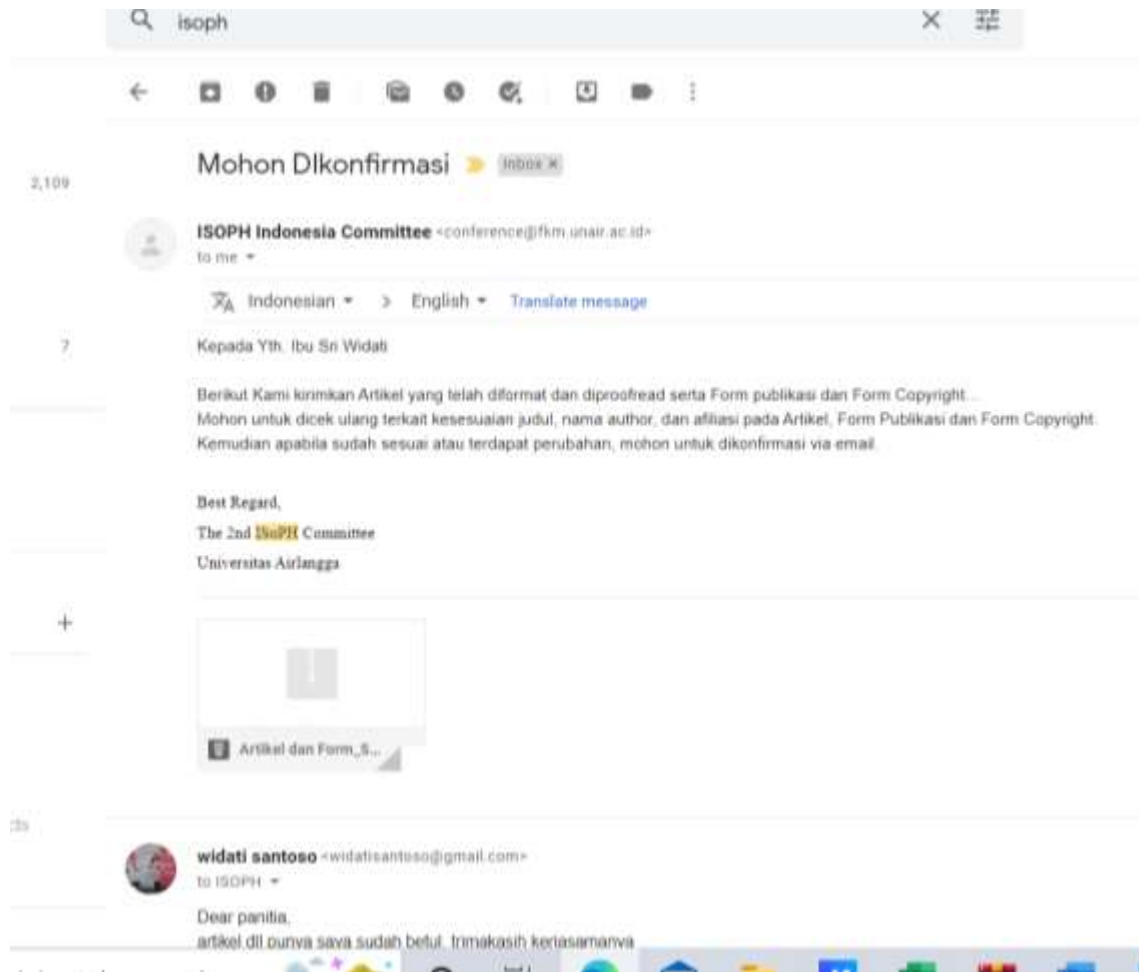 isoph
Mohon DIkonfirmasi
Inbox ×
2,109
ISOPH Indonesia Committee <conference@fkm.unair.ac.id>
to me
Indonesian > English Translate message
7
Kepada Yth. Ibu Sri Widati
Berikut Kami kirimkan Artikel yang telah diformat dan diproofread serta Form publikasi dan Form Copyright...
Mohon untuk dicek ulang terkait kesesuaian judul, nama author, dan afiliasi pada Artikel, Form Publikasi dan Form Copyright.
Kemudian apabila sudah sesuai atau terdapat perubahan, mohon untuk dikonfirmasi via email.
Best Regard,
The 2nd ISoPH Committee
Universitas Airlangga
Artikel dan Form_S...
widati santoso <widatisantoso@gmail.com>
to ISOPH
Dear panitia,
artikel dll punya saya sudah betul. trimakasih kerjasamanya